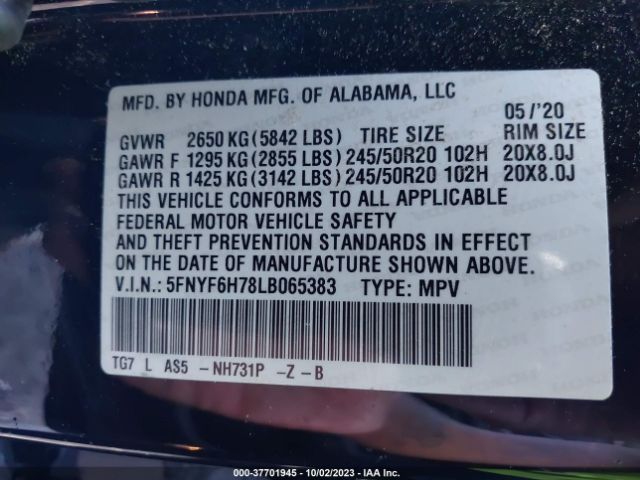 MFD. BY HONDA MFG. OF ALABAMA, LLC
05/'20
GVWR 2650 KG(5842 LBS) TIRE SIZE RIM SIZE
GAWR F 1295 KG(2855 LBS)245/50R20 102H 20X8.0J
GAWR R 1425 KG(3142 LBS)245/50R20 102H 20X8.0J
THIS VEHICLE CONFORMS TO ALL APPLICABLE
FEDERAL MOTOR VEHICLE SAFETY
AND THEFT PREVENTION STANDARDS IN EFFECT
ON THE DATE OF MANUFACTURE SHOWN ABOVE.
V.I.N.: 5FNYF6H78LB065383 TYPE: MPV
TG7 L AS5 -NH731P -Z -B
000-37701945 - 10/02/2023 - IAA Inc.